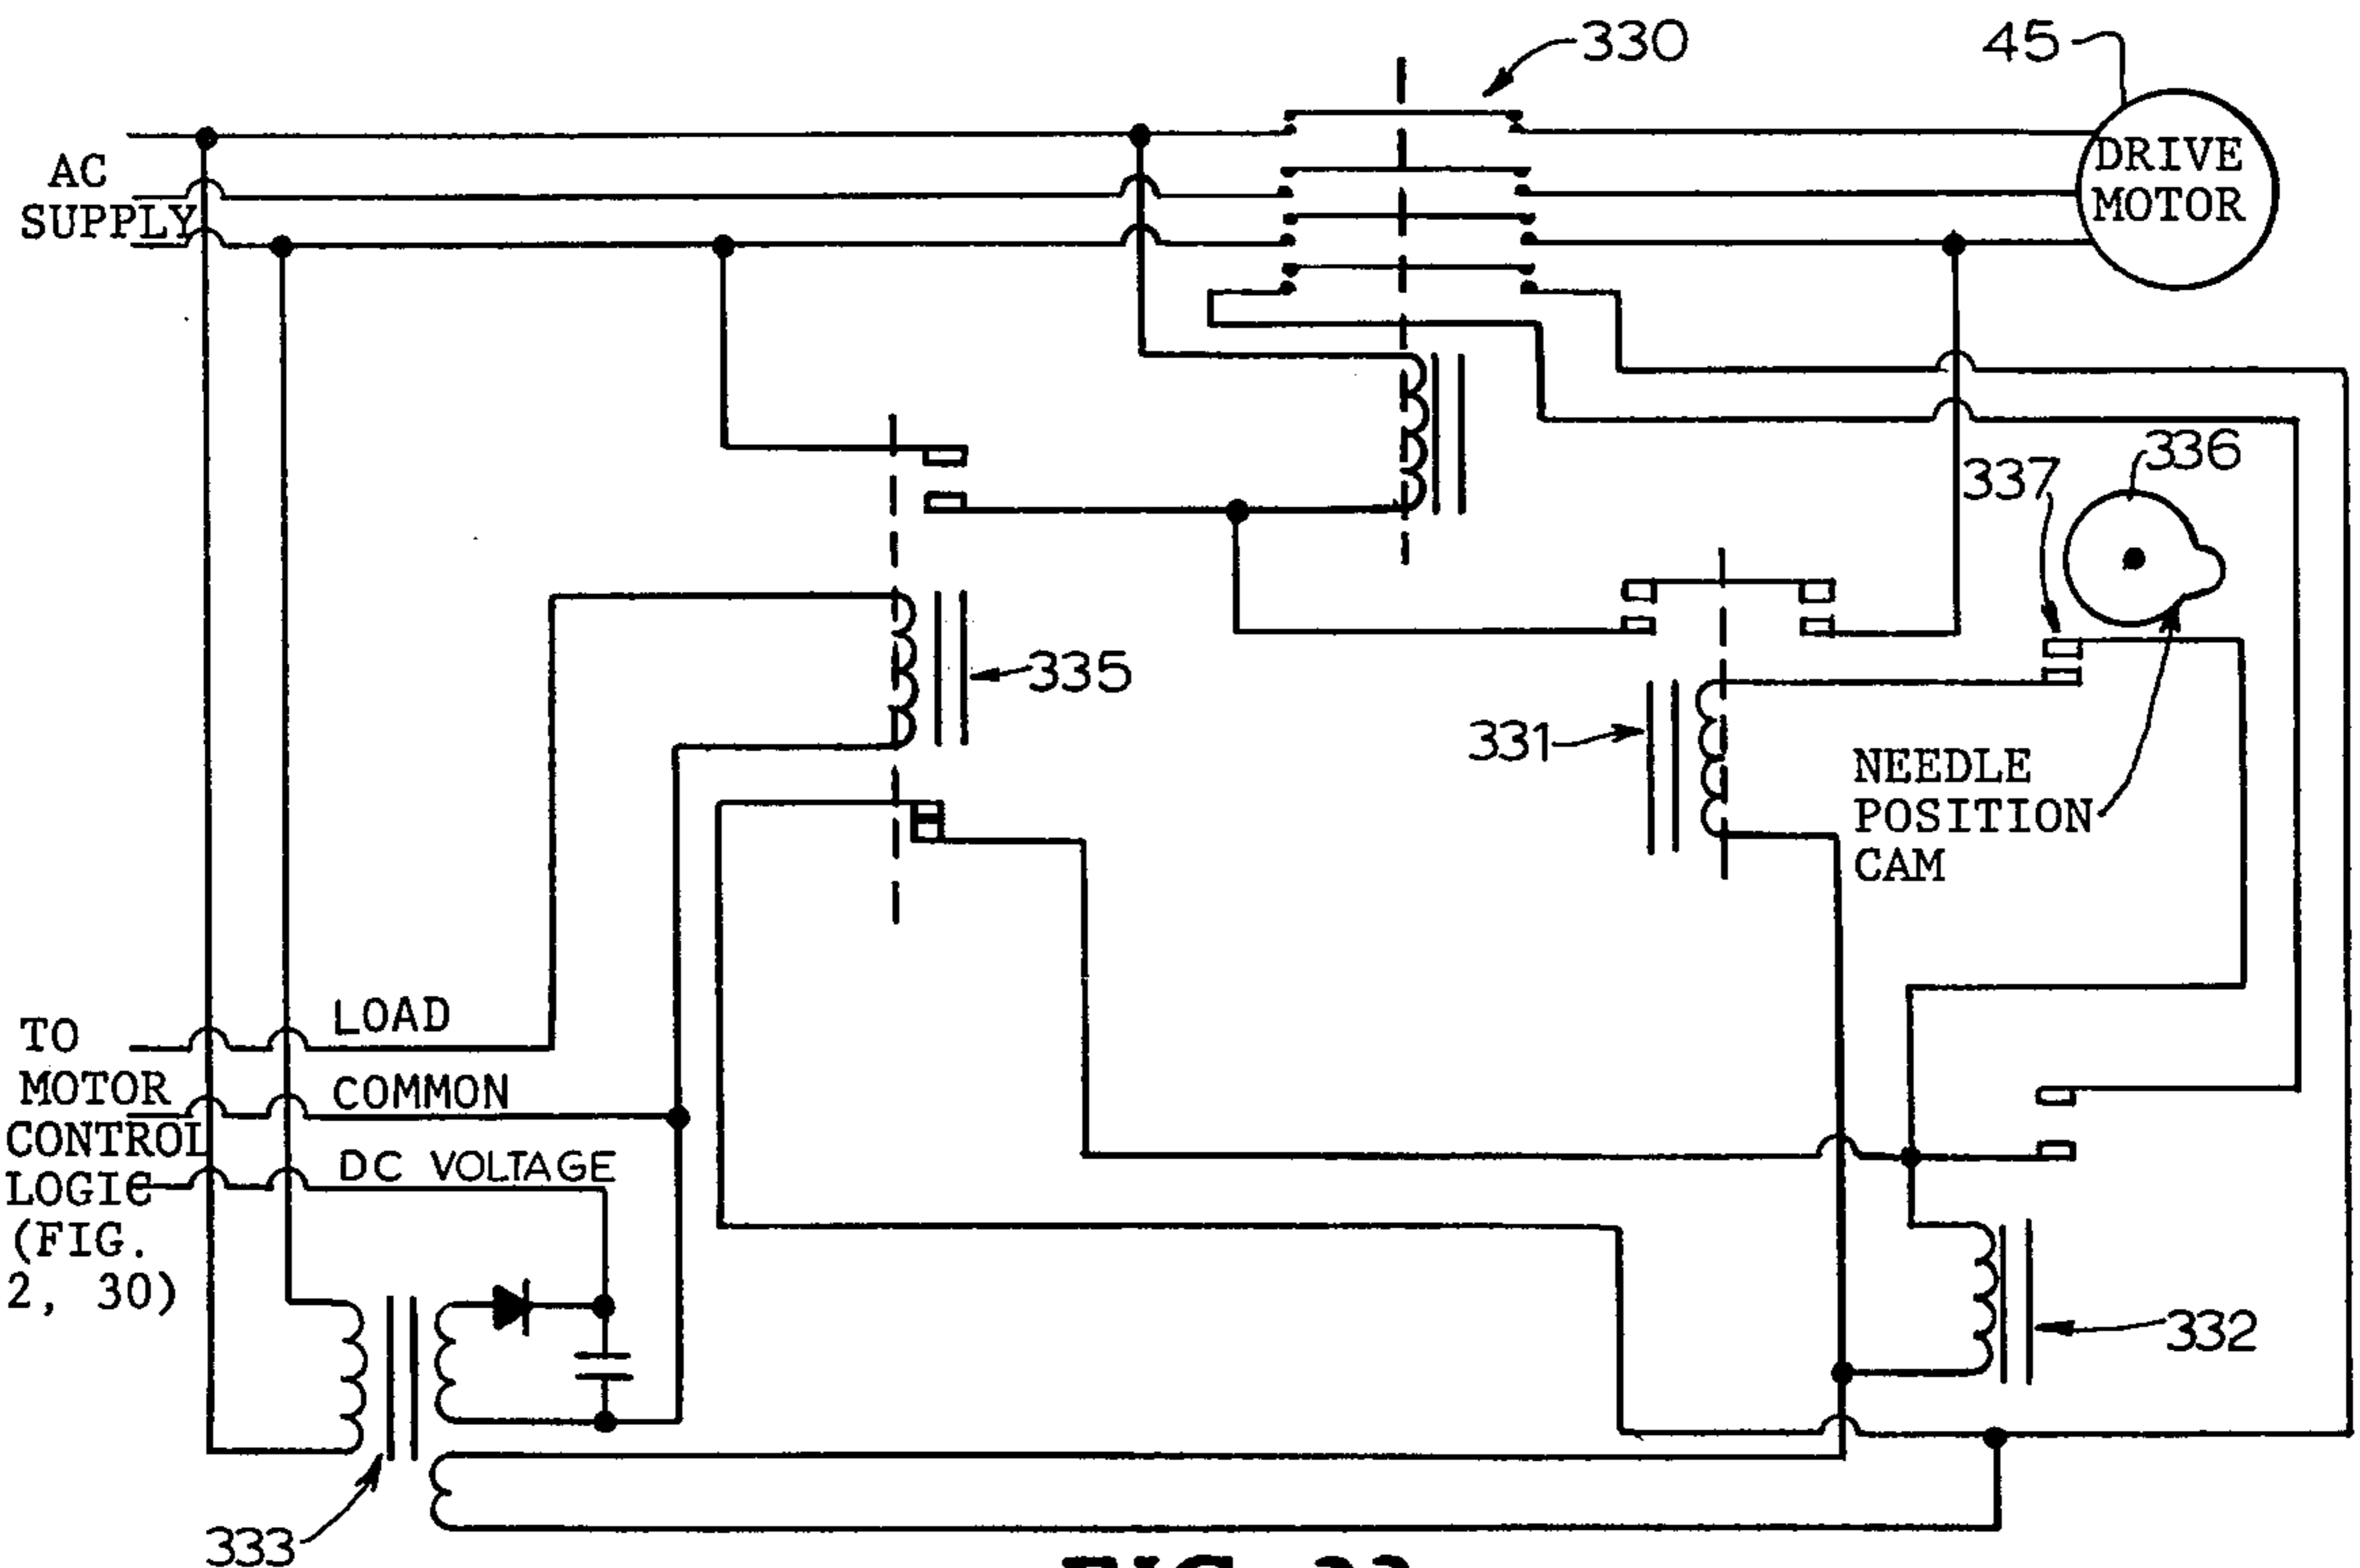 330
45
AC
SUPPLY
DRIVE
MOTOR
337
336
335
331
NEEDLE
POSITION
CAM
LOAD
TO
MOTOR
CONTROL
LOGIC
(FIG.
2, 30)
COMMON
DC VOLTAGE
332
333